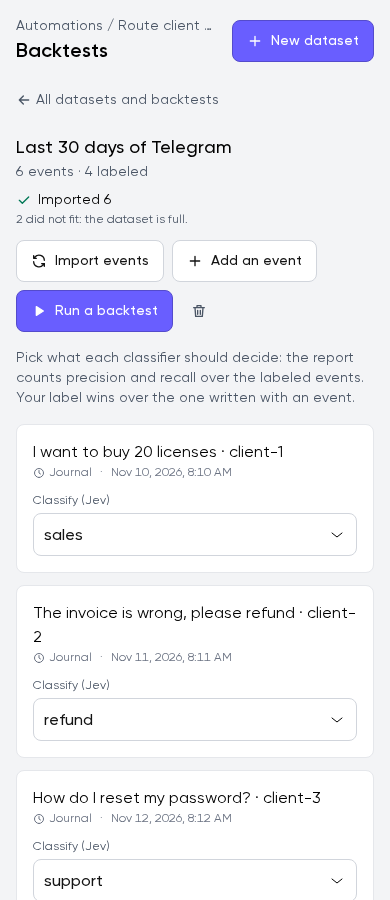 Automations / Route client ...
Backtests
New dataset
All datasets and backtests
Last 30 days of Telegram
6 events · 4 labeled
Imported 6
2 did not fit: the dataset is full.
Import events
Add an event
Run a backtest
Pick what each classifier should decide: the report
counts precision and recall over the labeled events.
Your label wins over the one written with an event.
I want to buy 20 licenses · client-1
Journal · Nov 10, 2026, 8:10 AM
Classify (Jev)
sales
The invoice is wrong, please refund · client-
2
Journal · Nov 11, 2026, 8:11 AM
Classify (Jev)
refund
How do I reset my password? · client-3
Journal · Nov 12, 2026, 8:12 AM
Classify (Jev)
support